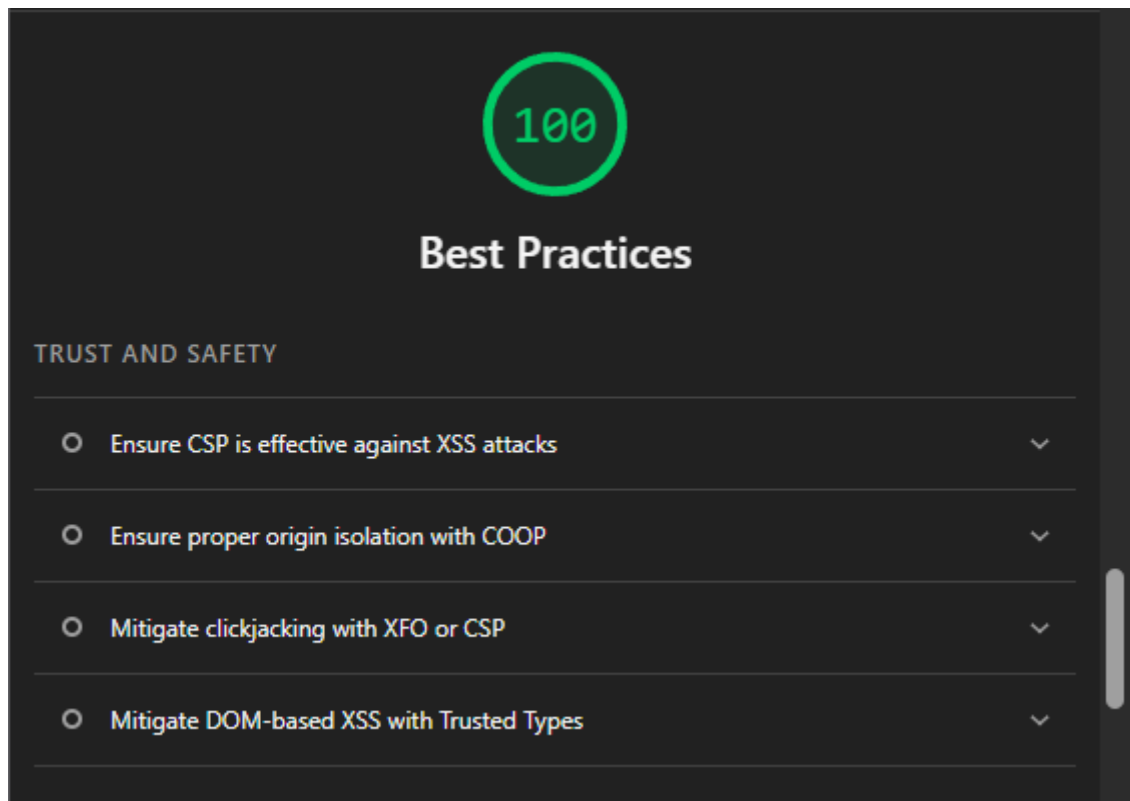 100
Best Practices
TRUST AND SAFETY
Ensure CSP is effective against XSS attacks
Ensure proper origin isolation with COOP
Mitigate clickjacking with XFO or CSP
Mitigate DOM-based XSS with Trusted Types